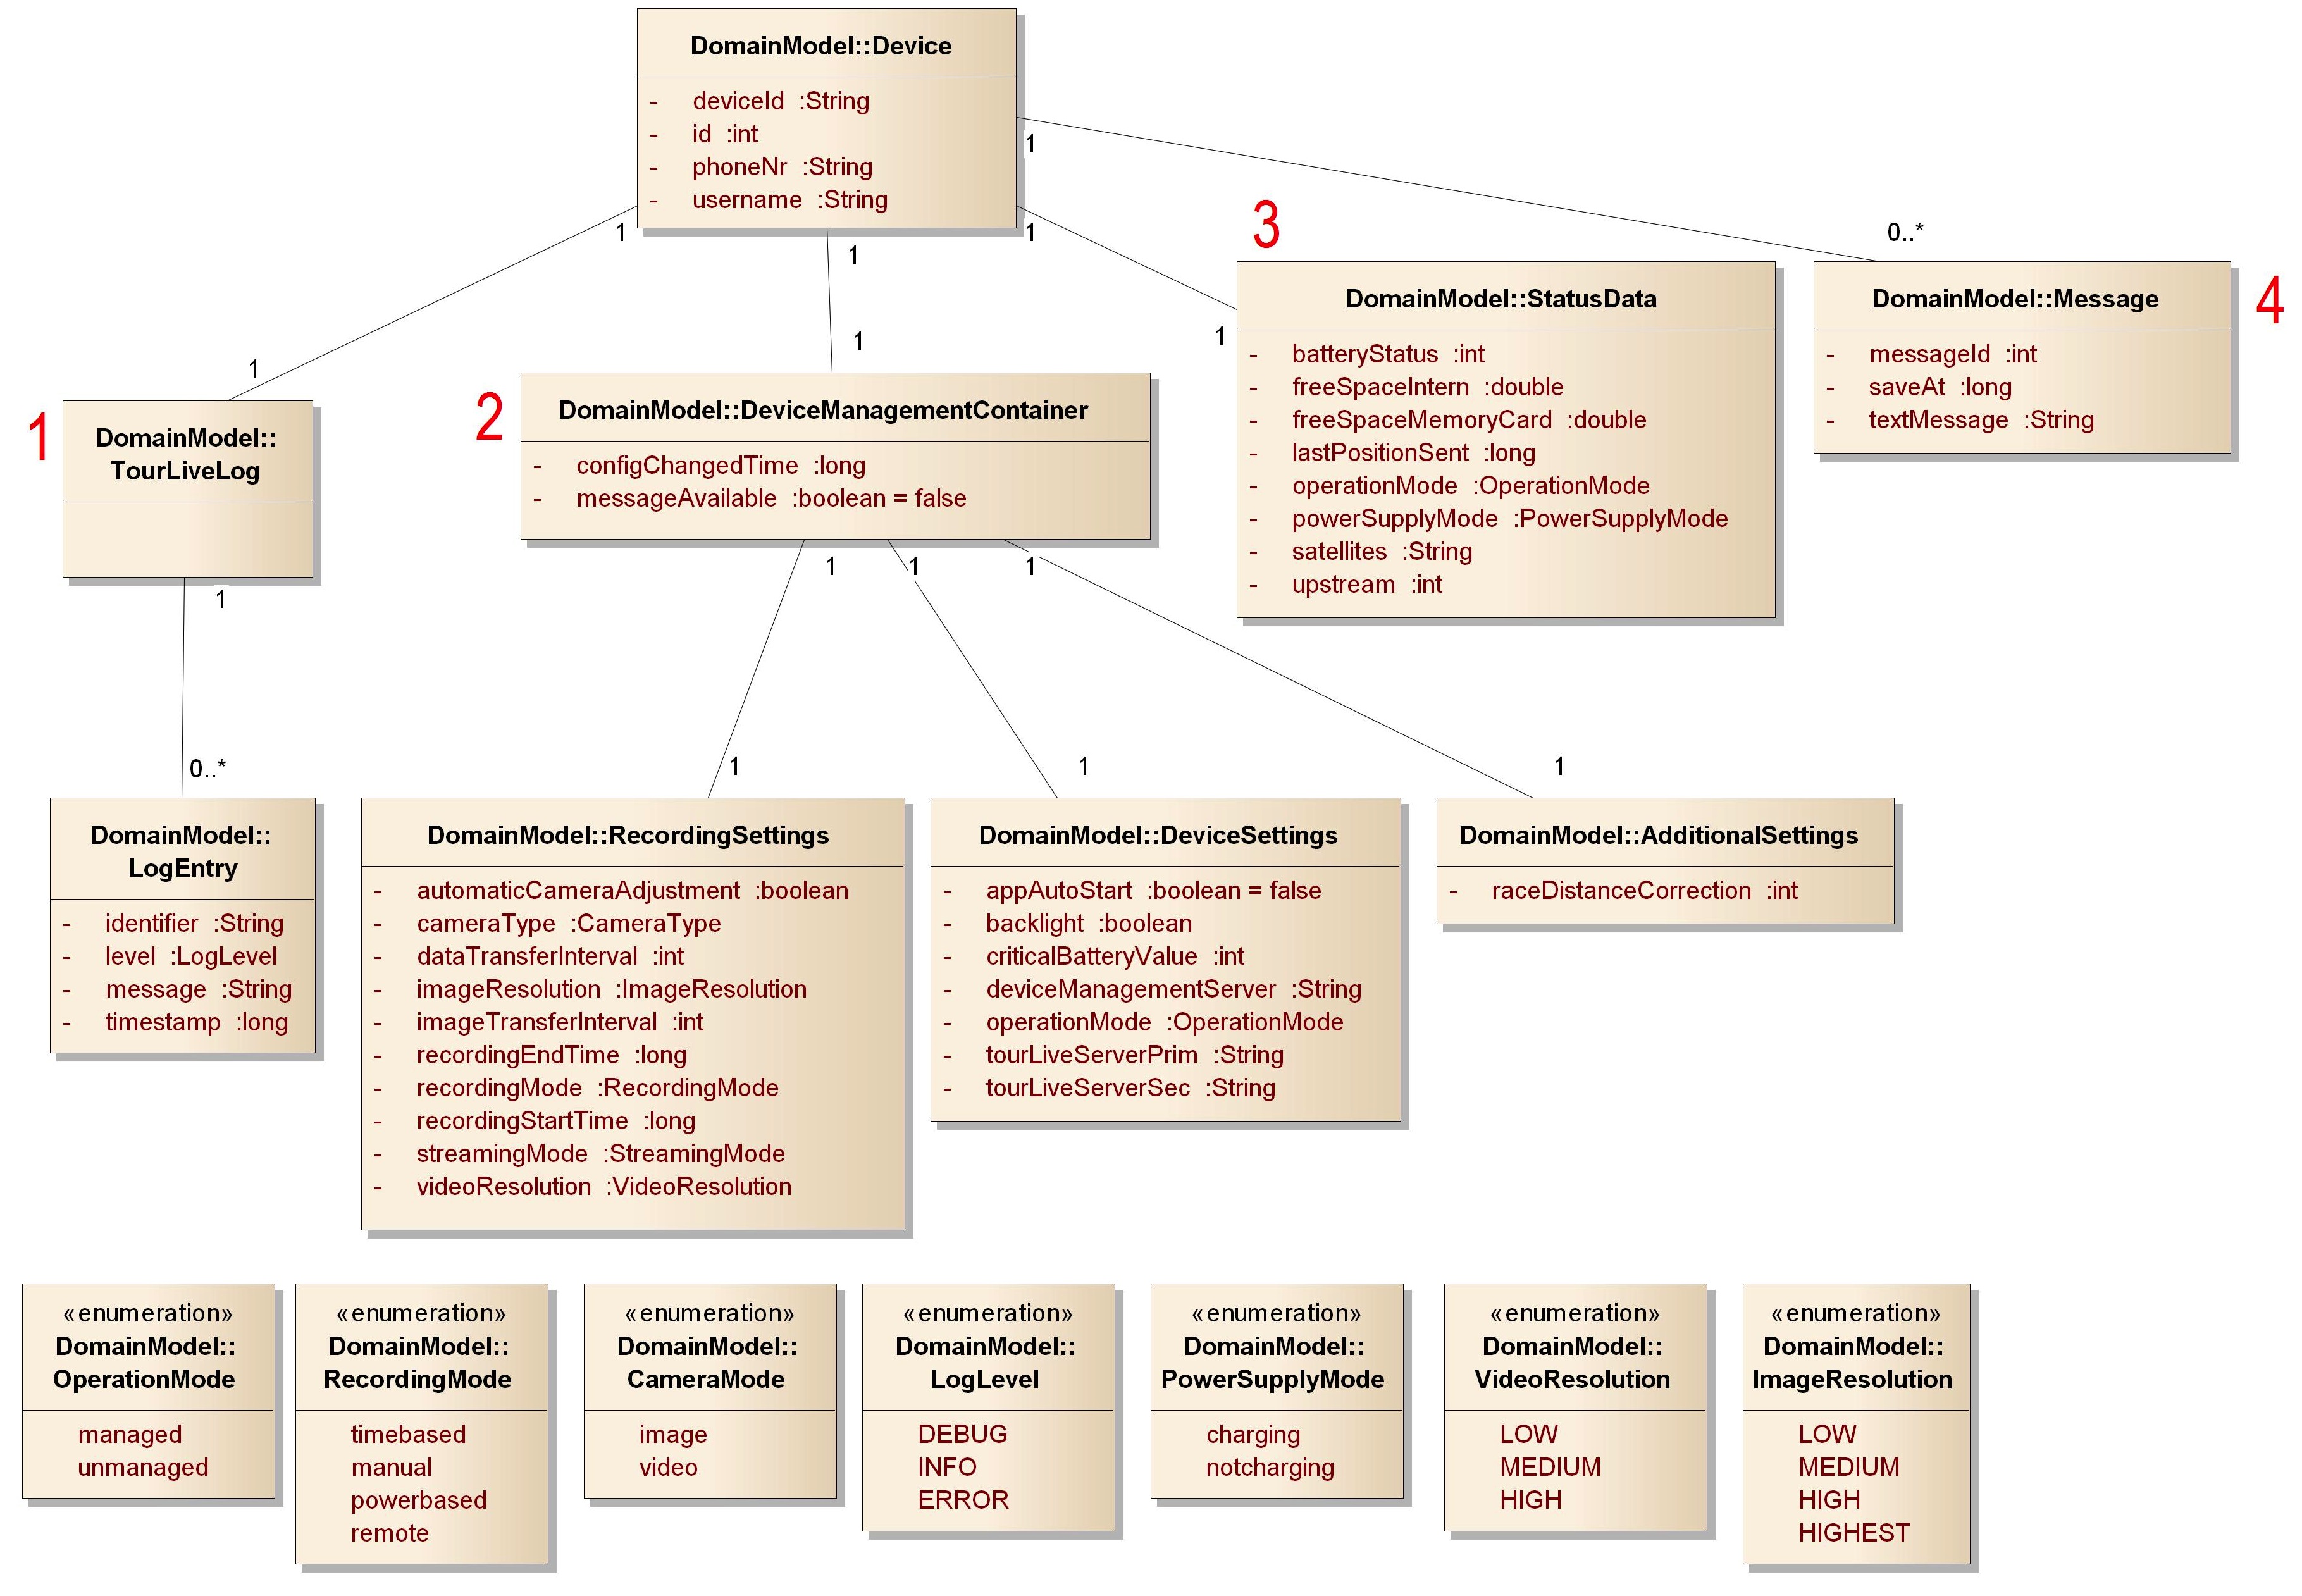 DomainModel::Device
- deviceId :String
- id :int
- phoneNr :String
- username :String
1
1
1
1
1
1
1
0..*
3
DomainModel::StatusData
- batteryStatus :int
- freeSpaceIntern :double
- freeSpaceMemoryCard :double
- lastPositionSent :long
- operationMode :OperationMode
- powerSupplyMode :PowerSupplyMode
- satellites :String
- upstream :int
DomainModel::Message
- messageId :int
- saveAt :long
- textMessage :String
4
1
DomainModel::
TourLiveLog
2
DomainModel::DeviceManagementContainer
- configChangedTime :long
- messageAvailable :boolean = false
1
0..*
1
1
1
1
1
1
DomainModel::
LogEntry
- identifier :String
- level :LogLevel
- message :String
- timestamp :long
DomainModel::RecordingSettings
- automaticCameraAdjustment :boolean
- cameraType :CameraType
- dataTransferInterval :int
- imageResolution :ImageResolution
- imageTransferInterval :int
- recordingEndTime :long
- recordingMode :RecordingMode
- recordingStartTime :long
- streamingMode :StreamingMode
- videoResolution :VideoResolution
DomainModel::DeviceSettings
- appAutoStart :boolean = false
- backlight :boolean
- criticalBatteryValue :int
- deviceManagementServer :String
- operationMode :OperationMode
- tourLiveServerPrim :String
- tourLiveServerSec :String
DomainModel::AdditionalSettings
- raceDistanceCorrection :int
«enumeration»
DomainModel::
OperationMode
managed
unmanaged
«enumeration»
DomainModel::
RecordingMode
timebased
manual
powerbased
remote
«enumeration»
DomainModel::
CameraMode
image
video
«enumeration»
DomainModel::
LogLevel
DEBUG
INFO
ERROR
«enumeration»
DomainModel::
PowerSupplyMode
charging
notcharging
«enumeration»
DomainModel::
VideoResolution
LOW
MEDIUM
HIGH
«enumeration»
DomainModel::
ImageResolution
LOW
MEDIUM
HIGH
HIGHEST